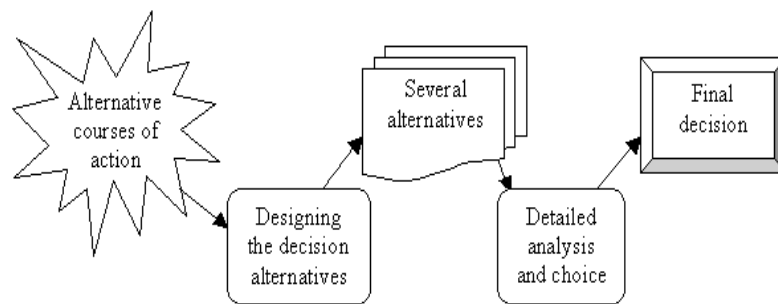 Alternative
courses of
action
Designing
the decision
alternatives
Several
alternatives
Detailed
analysis
and choice
Final
decision